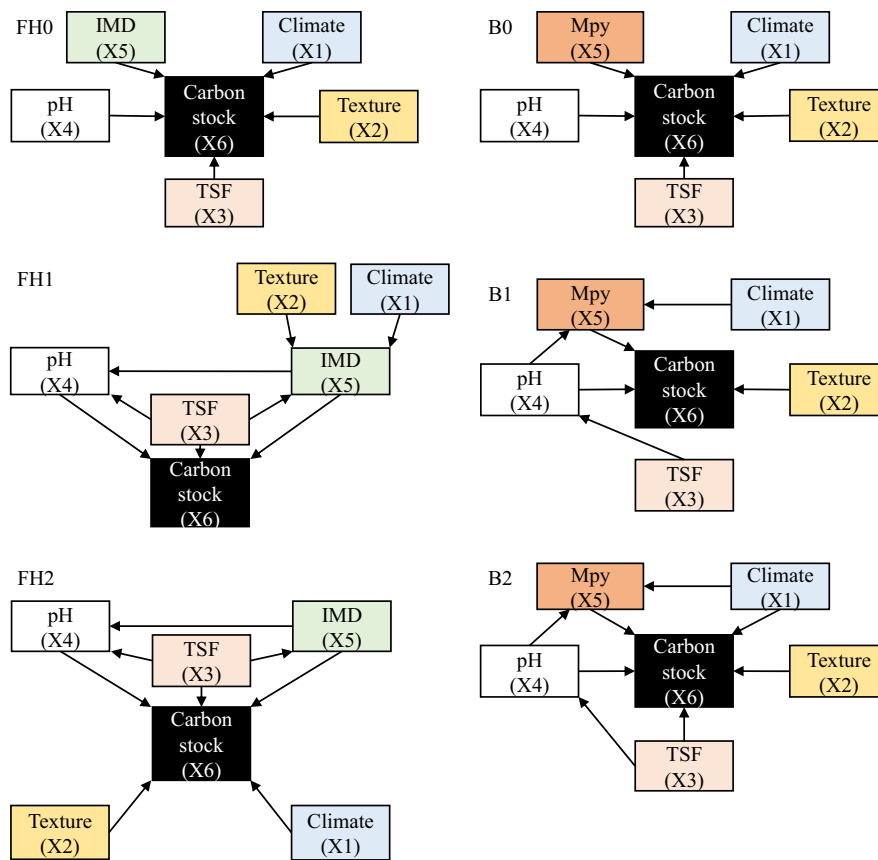 FH0
IMD
(X5)
Climate
(X1)
pH
(X4)
Carbon
stock
(X6)
Texture
(X2)
TSF
(X3)
B0
Mpy
(X5)
Climate
(X1)
pH
(X4)
Carbon
stock
(X6)
Texture
(X2)
TSF
(X3)
FH1
Texture
(X2)
Climate
(X1)
pH
(X4)
IMD
(X5)
TSF
(X3)
Carbon
stock
(X6)
B1
Mpy
(X5)
Climate
(X1)
pH
(X4)
Carbon
stock
(X6)
Texture
(X2)
TSF
(X3)
FH2
pH
(X4)
IMD
(X5)
TSF
(X3)
Carbon
stock
(X6)
Texture
(X2)
Climate
(X1)
B2
Mpy
(X5)
Climate
(X1)
pH
(X4)
Carbon
stock
(X6)
Texture
(X2)
TSF
(X3)